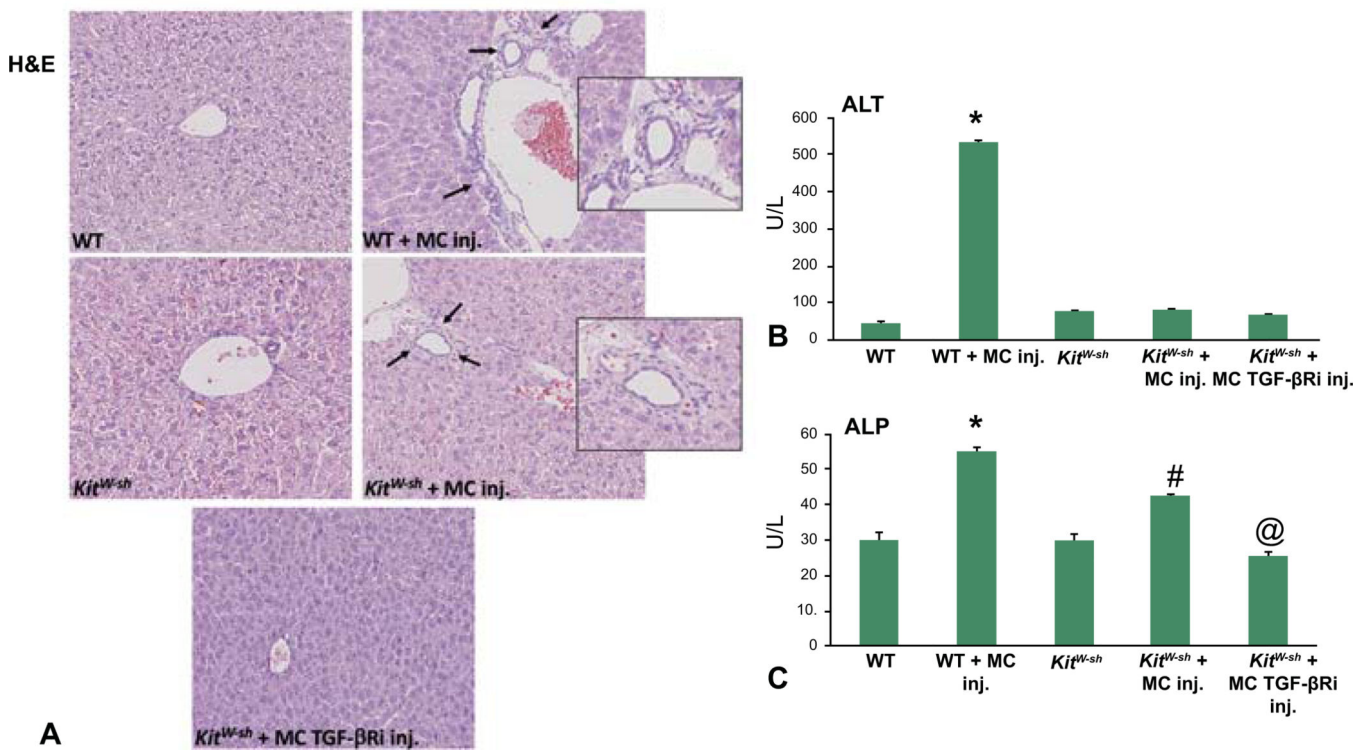 H&E
WT
WT + MC inj.
Kit^W-sh
Kit^W-sh + MC inj.
Kit^W-sh + MC TGF-βRi inj.
A
ALT
U/L
600
500
400
300
600
100
0
*
WT
WT + MC inj.
Kit^W-sh
Kit^W-sh +
MC inj.
Kit^W-sh +
MC TGF-βRi inj.
B
ALP
U/L
60
50
40
30
20
10.
0
*
#
@
WT
WT + MC
inj.
Kit^W-sh
Kit^W-sh +
MC inj.
Kit^W-sh +
MC TGF-βRi
inj.
C